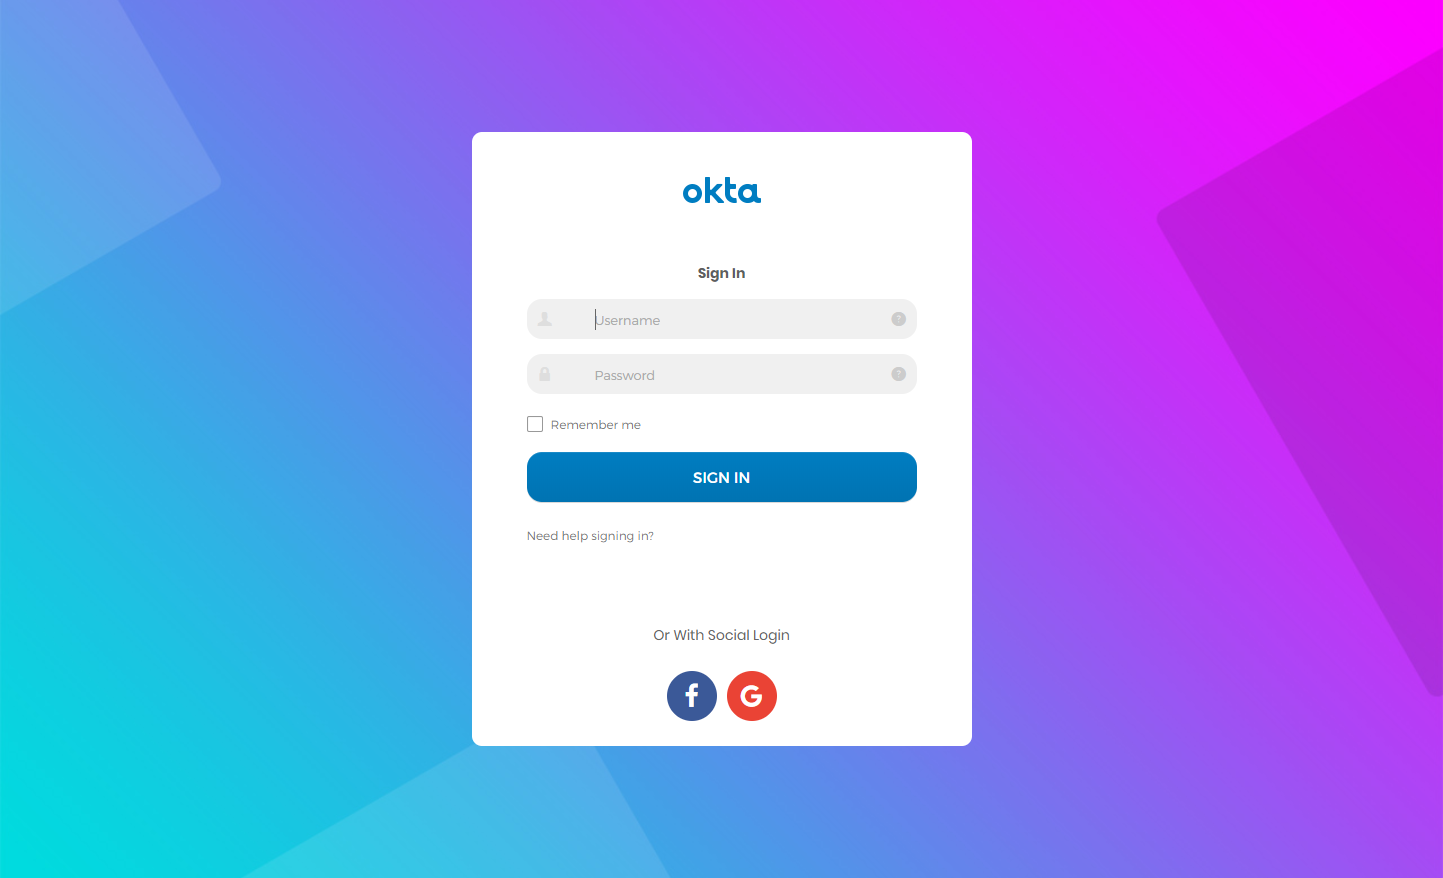 okta
Sign In
Username
?
Password
?
Remember me
SIGN IN
Need help signing in?
Or With Social Login
f
G